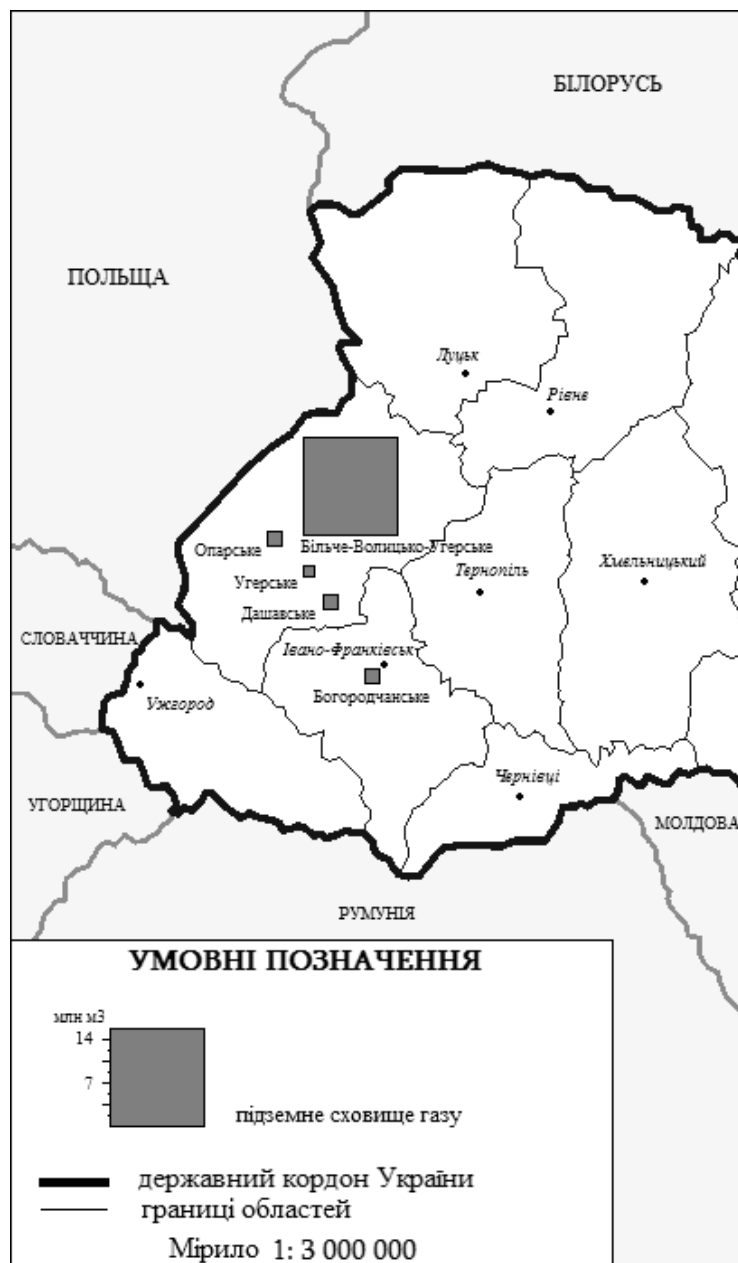 БІЛОРУСЬ
ПОЛЬЩА
Луцьк
Рівне
Опарське
Більче-Волицько-Угерське
Угерське
Тернопіль
Хмельницький
Дашавське
СЛОВАЧЧИНА
Івано-Франківськ
Богородчанське
Ужгород
Чернівці
УГОРЩИНА
МОЛДОВА
РУМУНІЯ
УМОВНІ ПОЗНАЧЕННЯ
млн м3
14
7
підземне сховище газу
державний кордон України
границі областей
Мірило 1: 3 000 000